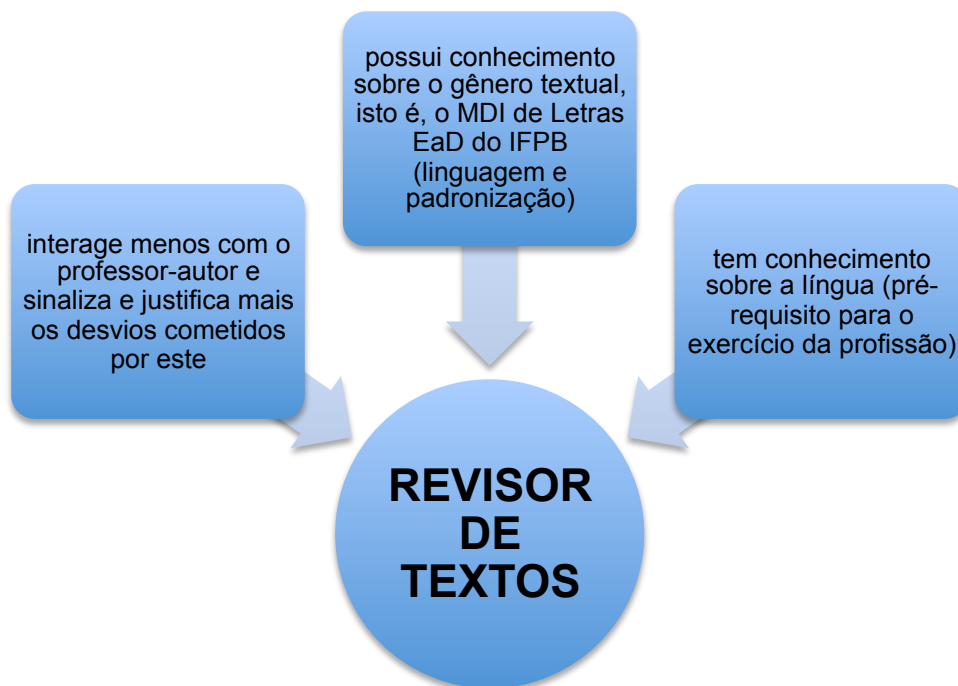 possui conhecimento
sobre o gênero textual,
isto é, o MDI de Letras
EaD do IFPB
(linguagem e
padronização)
interage menos com o
professor-autor e
sinaliza e justifica mais
os desvios cometidos
por este
tem conhecimento
sobre a língua (pré-
requisito para o
exercício da profissão)
REVISOR
DE
TEXTOS